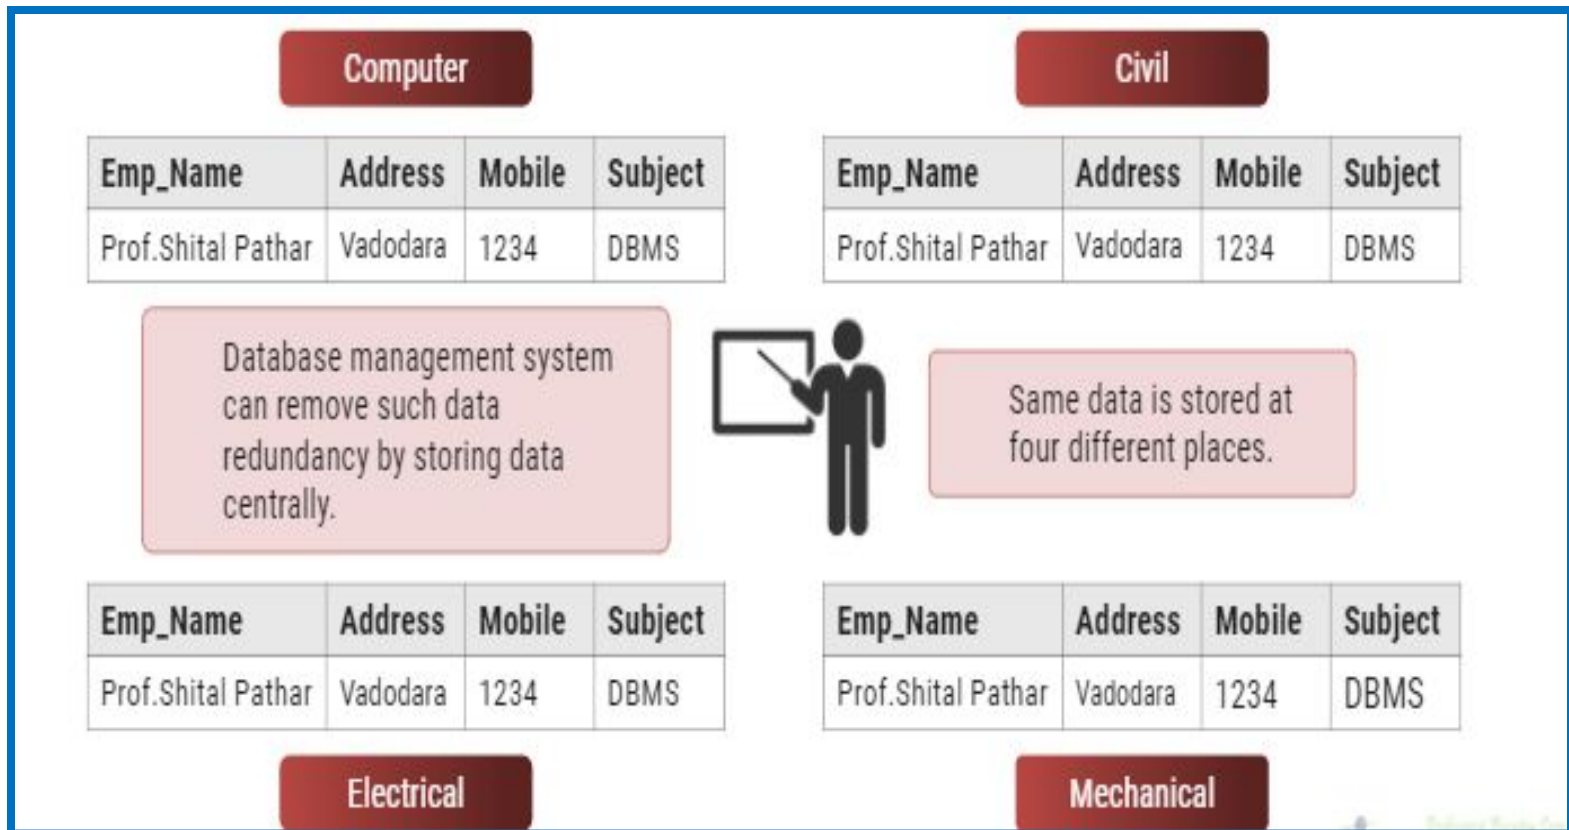 Computer
Civil
Emp_Name Address Mobile Subject
Prof.Shital Pathar Vadodara 1234 DBMS
Emp_Name Address Mobile Subject
Prof.Shital Pathar Vadodara 1234 DBMS
Database management system
can remove such data
redundancy by storing data
centrally.
Same data is stored at
four different places.
Emp_Name Address Mobile Subject
Prof.Shital Pathar Vadodara 1234 DBMS
Emp_Name Address Mobile Subject
Prof.Shital Pathar Vadodara 1234 DBMS
Electrical
Mechanical